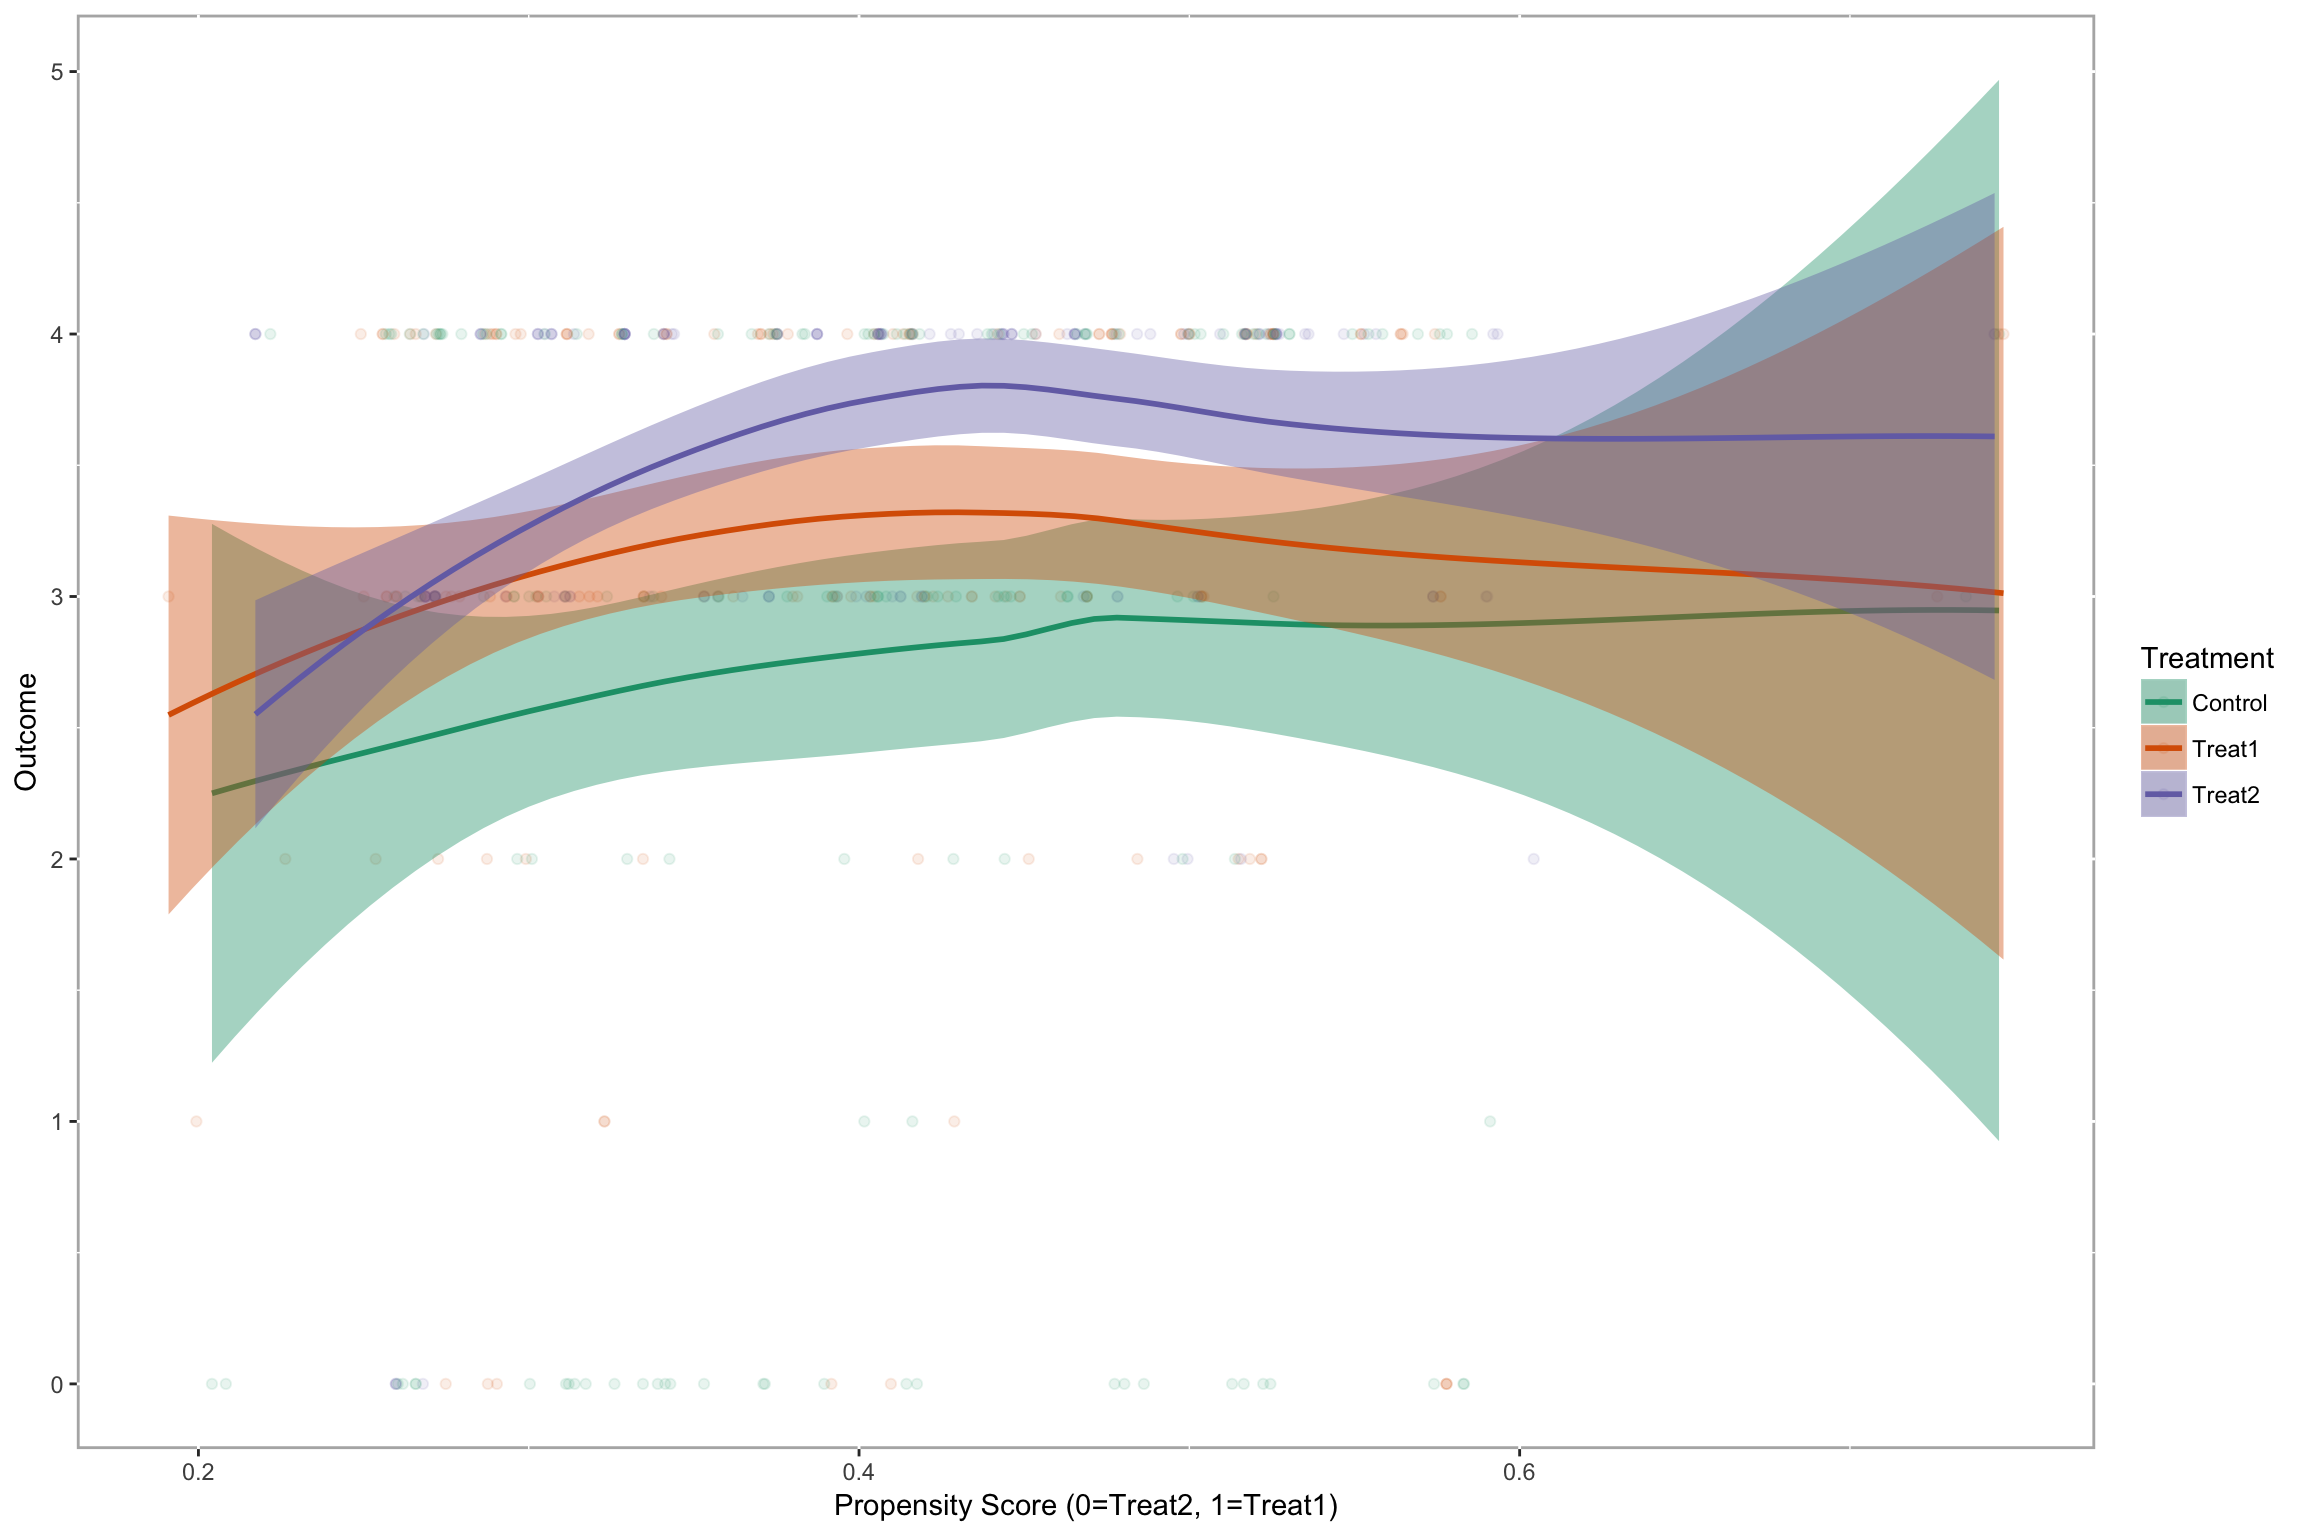 5
4
3
2
1
0
Outcome
0.2
0.4
0.6
Propensity Score (0=Treat2, 1=Treat1)
Treatment
Control
Treat1
Treat2